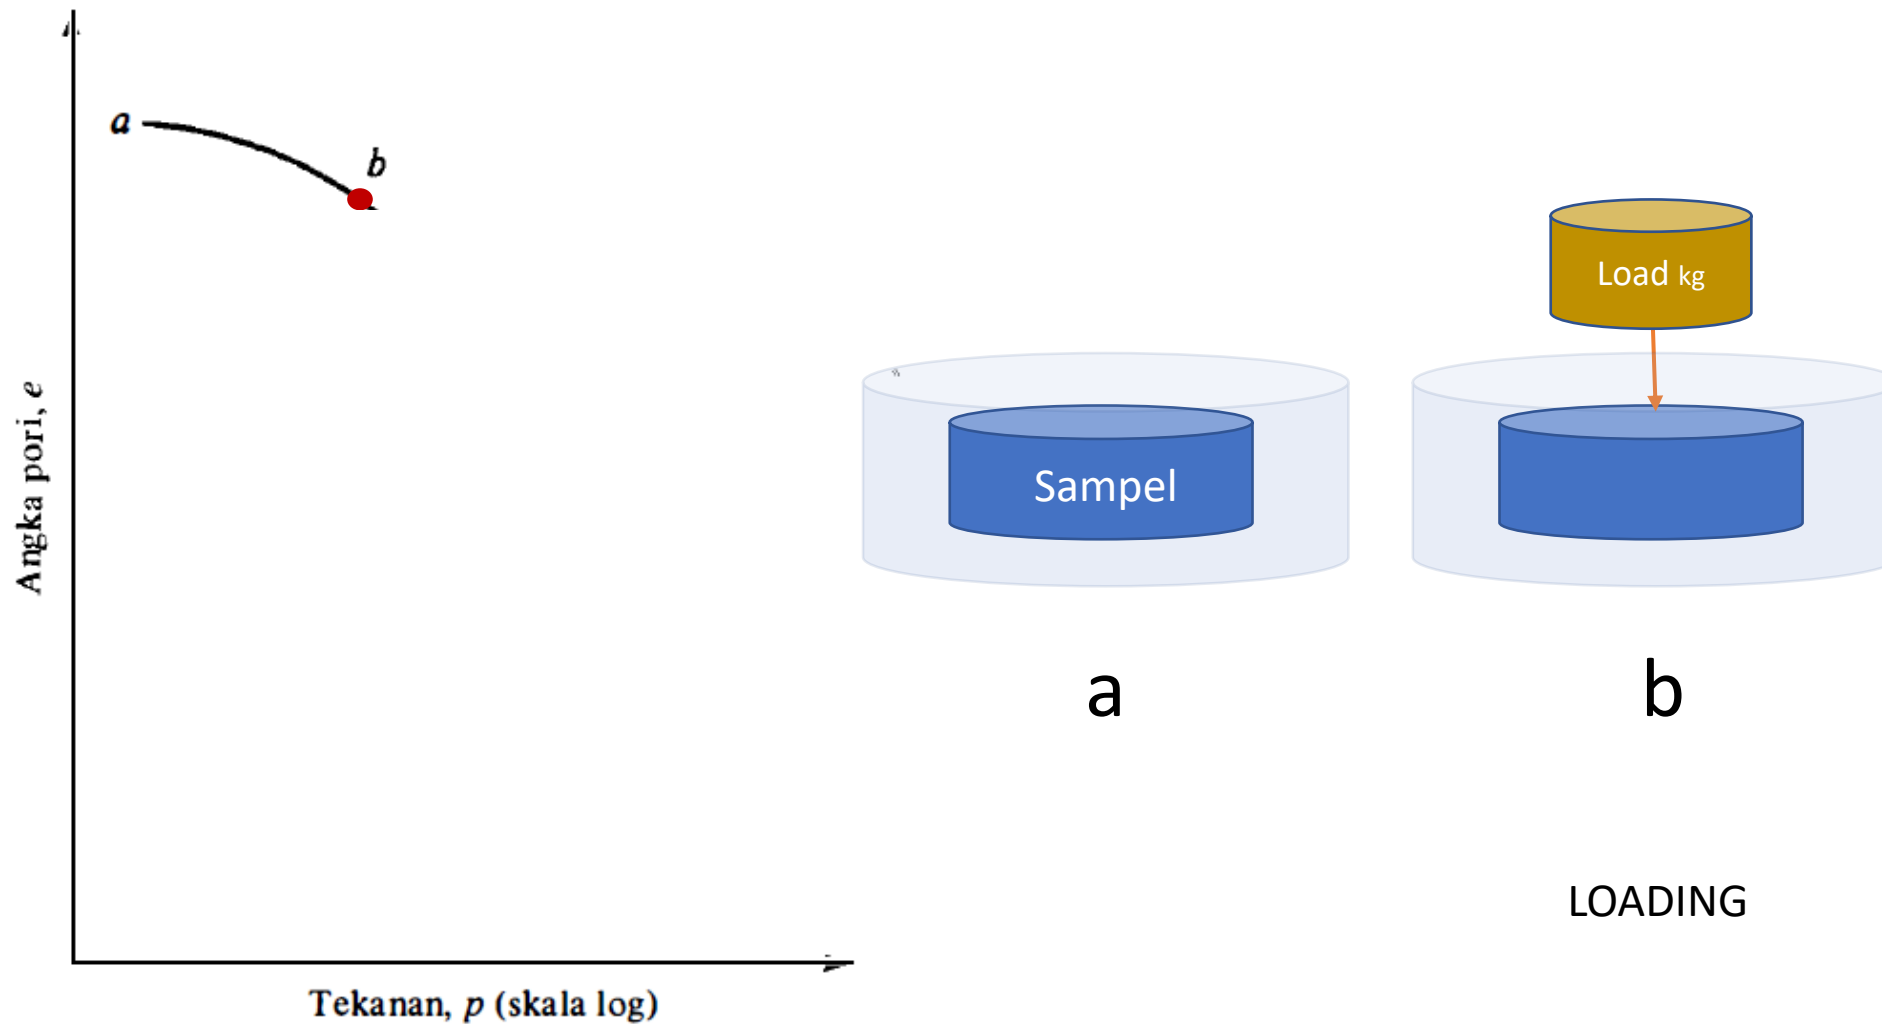 a
b
Angka pori, e
Tekanan, p (skala log)
Load kg
Sampel
a
b
LOADING